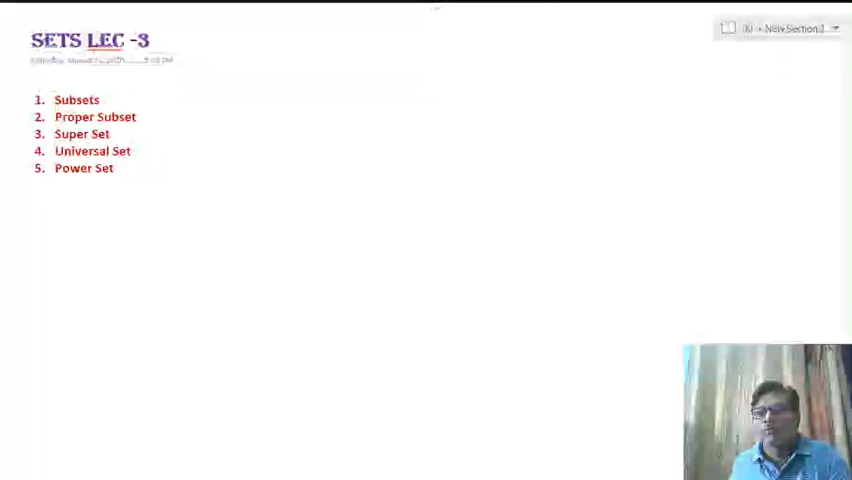 SETS LEC -3
New Section 1
1. Subsets
2. Proper Subset
3. Super Set
4. Universal Set
5. Power Set